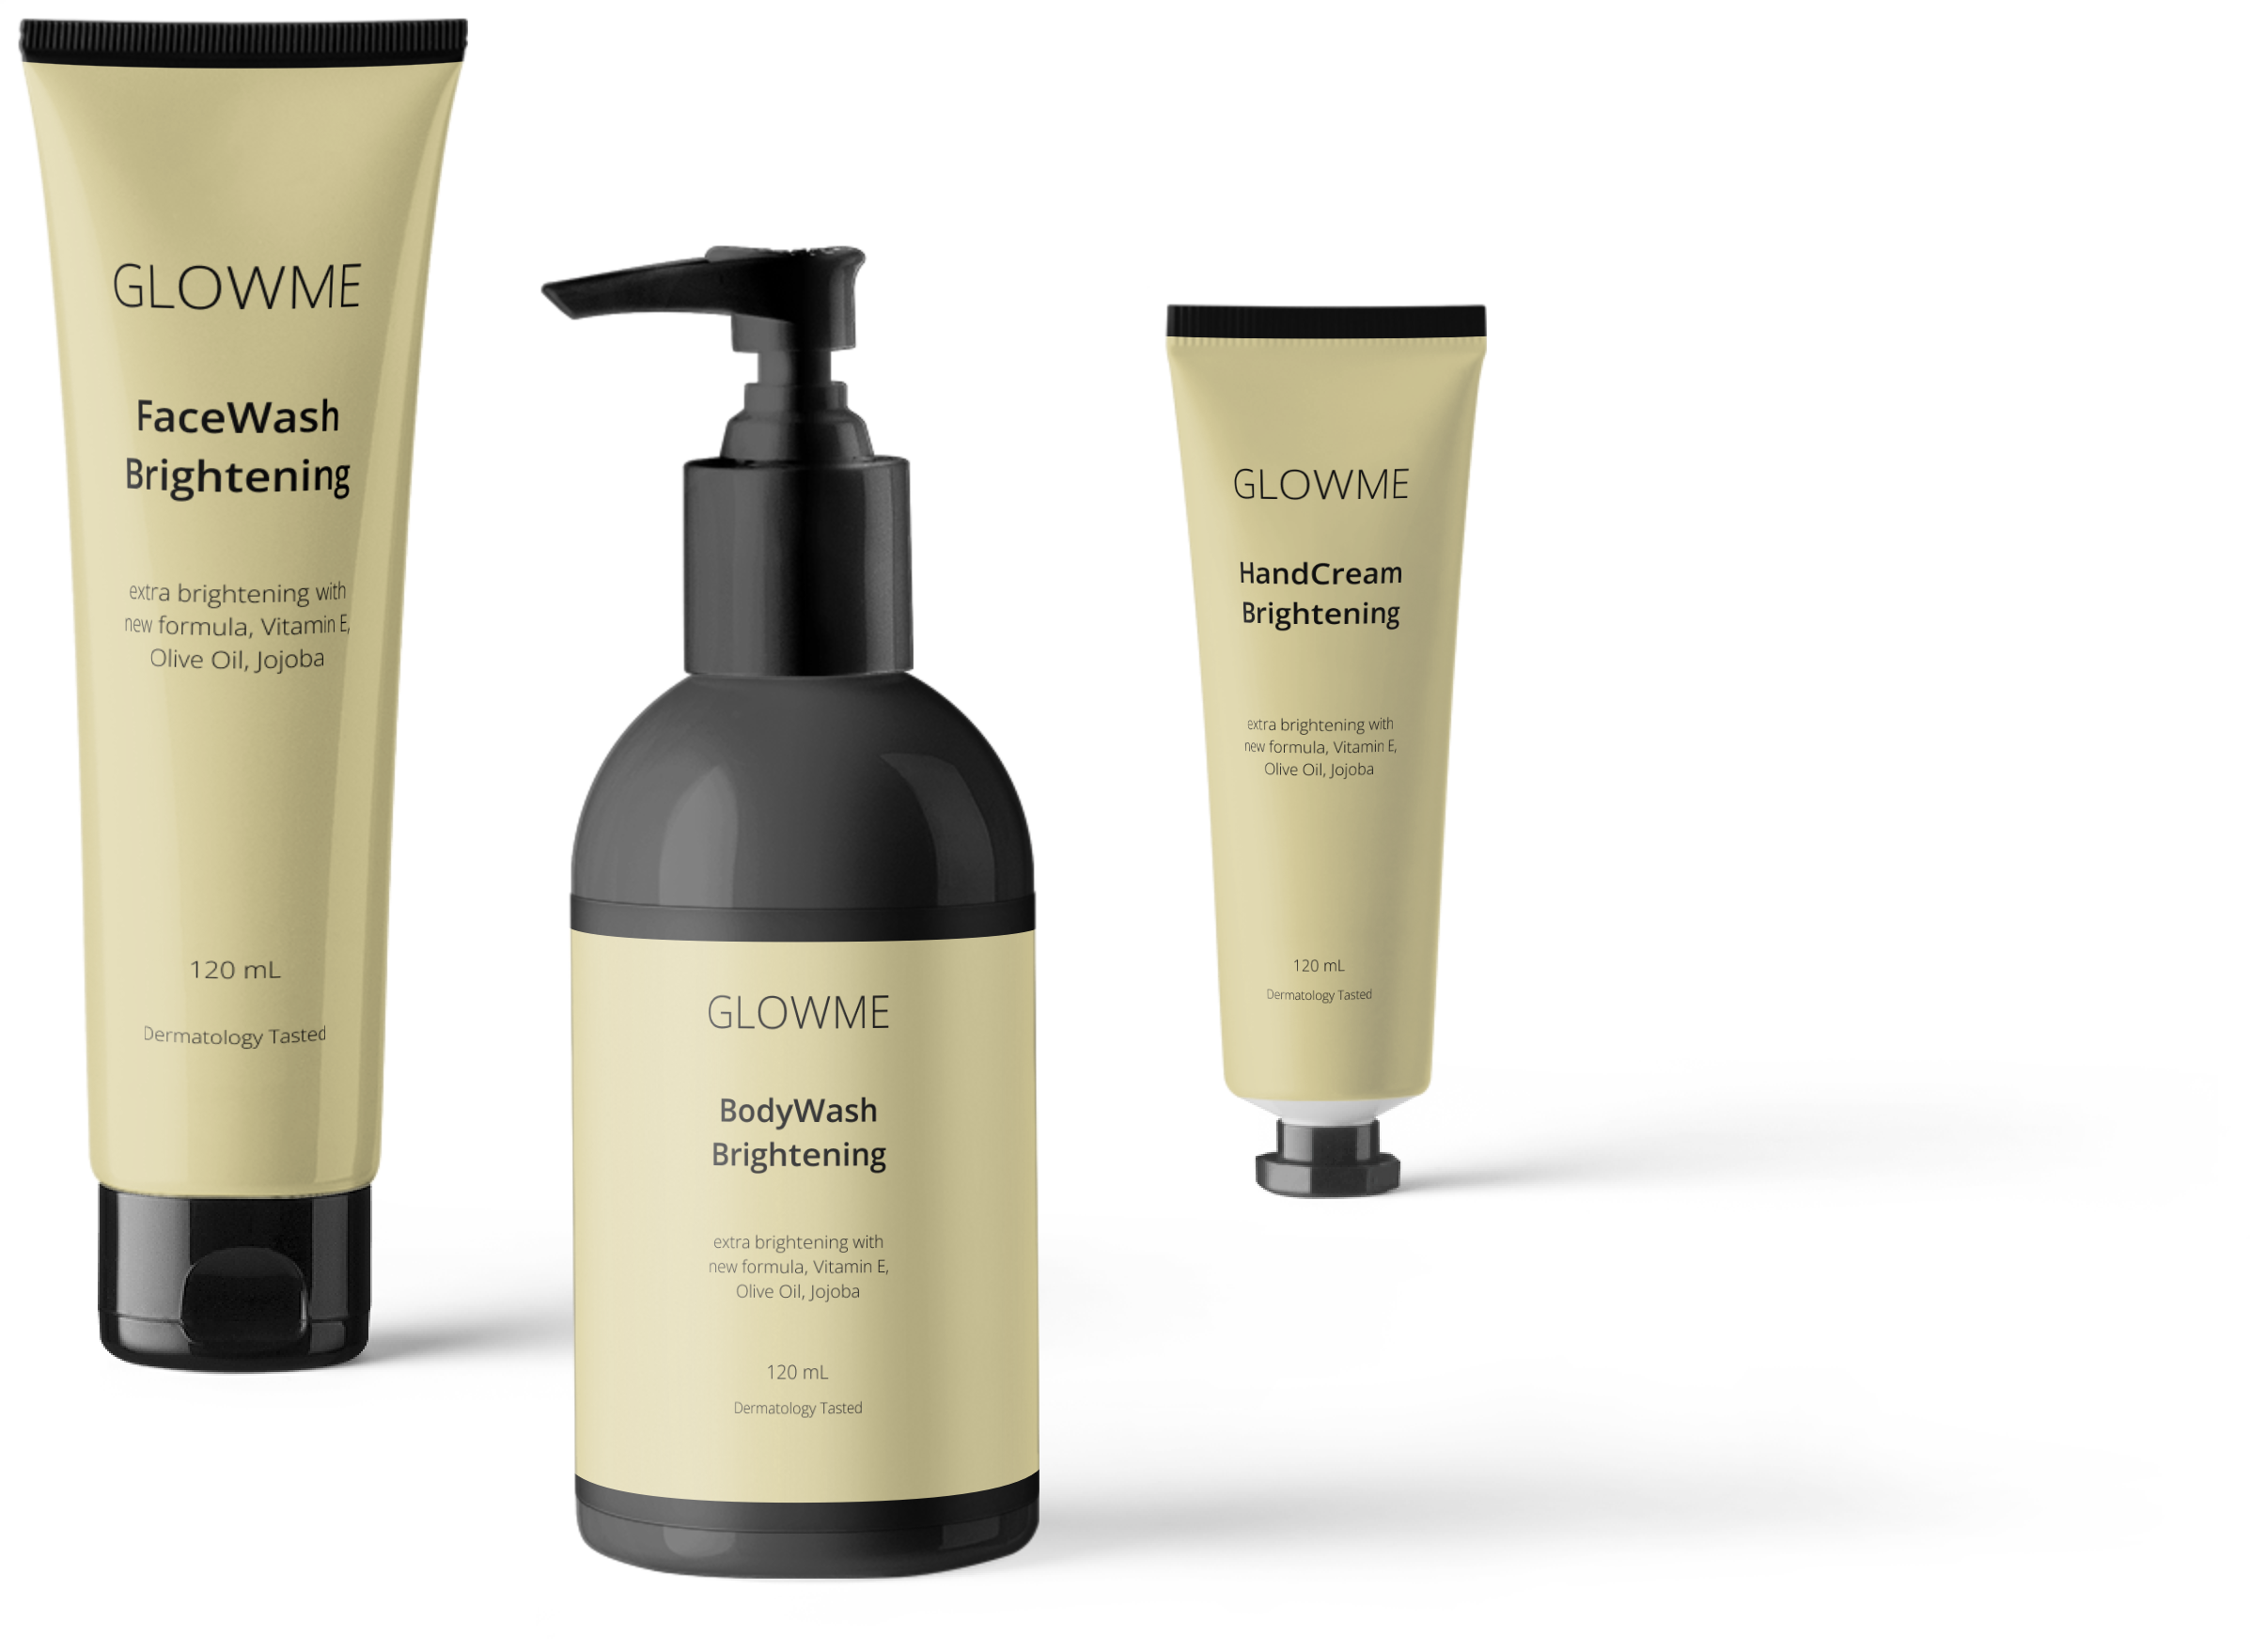 GLOWME
FaceWash
Brightening
extra brightening with
new formula, Vitamin E,
Olive Oil, Jojoba
120 mL
Dermatology Tasted
GLOWME
BodyWash
Brightening
extra brightening with
new formula, Vitamin E,
Olive Oil, Jojoba
120 mL
Dermatology Tasted
GLOWME
HandCream
Brightening
extra brightening with
new formula, Vitamin E,
Olive Oil, Jojoba
120 mL
Dermatology Tasted